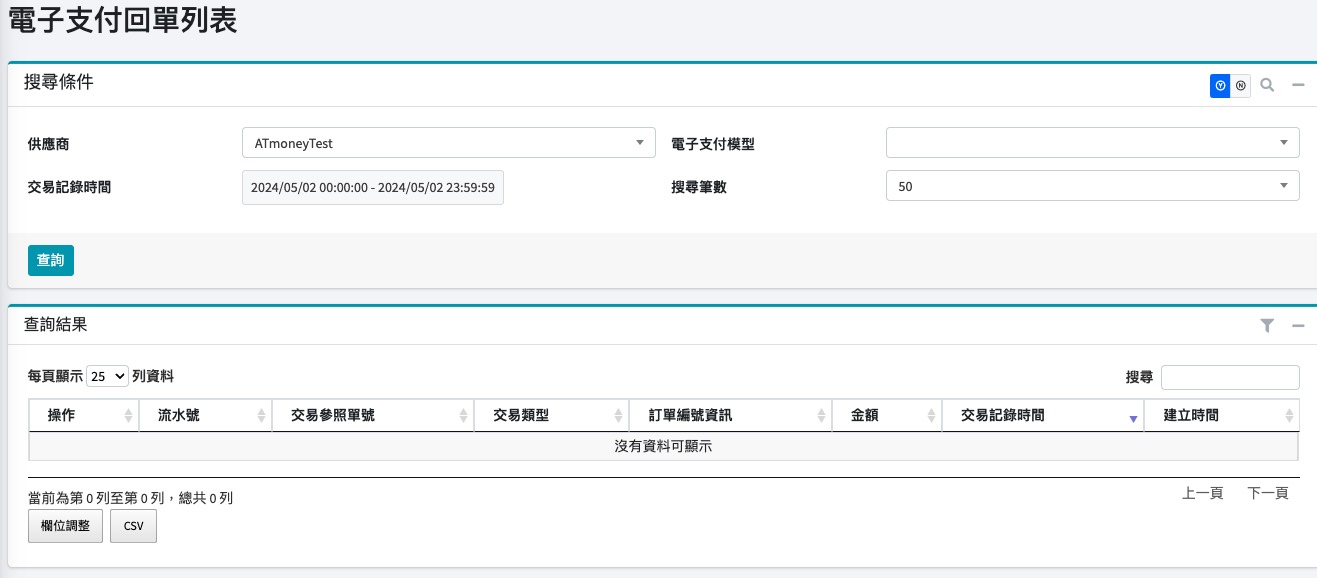 電子支付回單列表
搜尋條件
Ⓨ Ⓝ
供應商 ATmoneyTest 電子支付模型
交易記錄時間 2024/05/02 00:00:00 - 2024/05/02 23:59:59 搜尋筆數 50
查詢
查詢結果
每頁顯示 25 列資料 搜尋
操作 流水號 交易參照單號 交易類型 訂單編號資訊 金額 交易記錄時間 建立時間
沒有資料可顯示
當前為第 0 列至第 0 列，總共 0 列 上一頁 下一頁
欄位調整 CSV